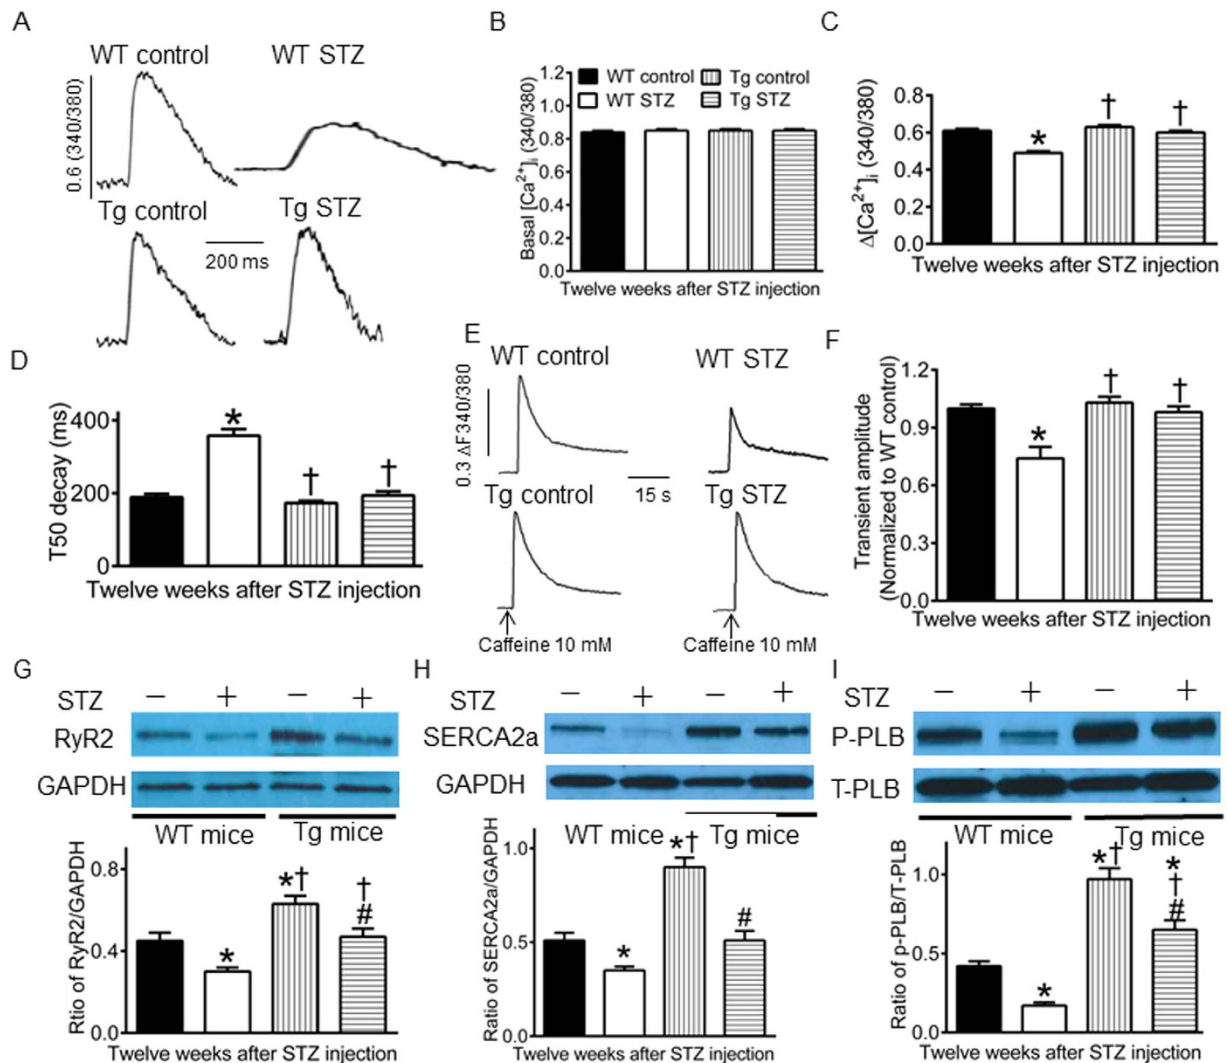 A
WT control
WT STZ
0.6 (340/380)
Tg control
Tg STZ
200 ms
B
WT control
Tg control
WT STZ
Tg STZ
Basal [Ca²⁺]ᵢ (340/380)
1.2
1.0
0.8
0.6
0.4
0.2
0.0
Twelve weeks after STZ injection
C
Δ[Ca²⁺]ᵢ (340/380)
0.8
0.6
0.4
0.2
0.0
*
†
†
Twelve weeks after STZ injection
D
T50 decay (ms)
400
200
0
*
†
†
Twelve weeks after STZ injection
E
WT control
WT STZ
0.3 ΔF340/380
15 s
Tg control
Tg STZ
Caffeine 10 mM
Caffeine 10 mM
F
Transient amplitude
(Normalized to WT control)
1.2
0.9
0.6
0.3
0.0
*
†
†
Twelve weeks after STZ injection
G
STZ − + − +
RyR2
GAPDH
WT mice
Tg mice
Rtio of RyR2/GAPDH
0.8
0.4
0.0
*
*†
†
#
Twelve weeks after STZ injection
H
STZ − + − +
SERCA2a
GAPDH
WT mice
Tg mice
Ratio of SERCA2a/GAPDH
1.0
0.5
0.0
*
*†
#
Twelve weeks after STZ injection
I
STZ − + − +
P-PLB
T-PLB
WT mice
Tg mice
Ratio of p-PLB/T-PLB
1.0
0.5
0.0
*
*†
*
†
#
Twelve weeks after STZ injection